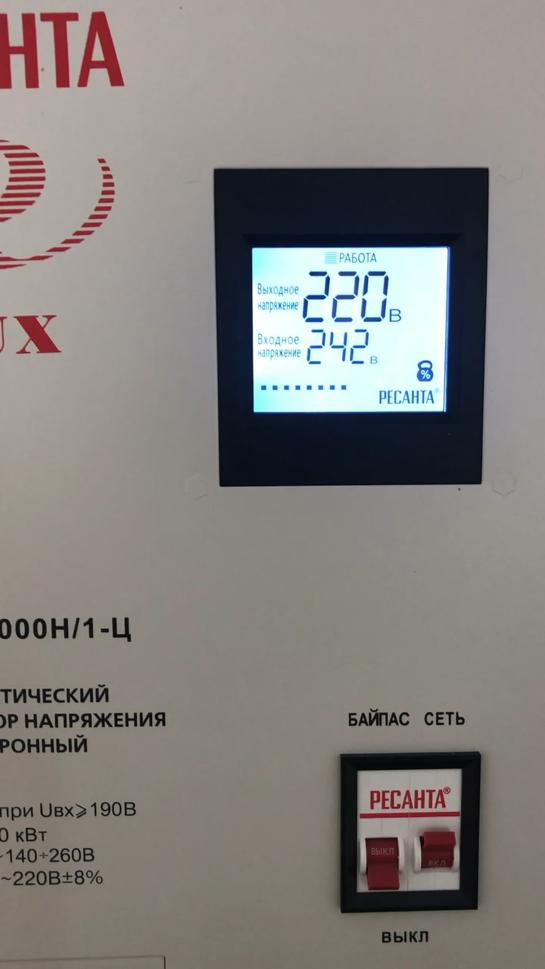 НТА
UX
РАБОТА
Выходное напряжение 220 В
Входное напряжение 242 В
%
РЕСАНТА®
000Н/1-Ц
ТИЧЕСКИЙ
ОР НАПРЯЖЕНИЯ
РОННЫЙ
при Uвх⩾190В
0 кВт
~140÷260В
~220В±8%
БАЙПАС СЕТЬ
РЕСАНТА®
ВЫКЛ ВКЛ
ВЫКЛ